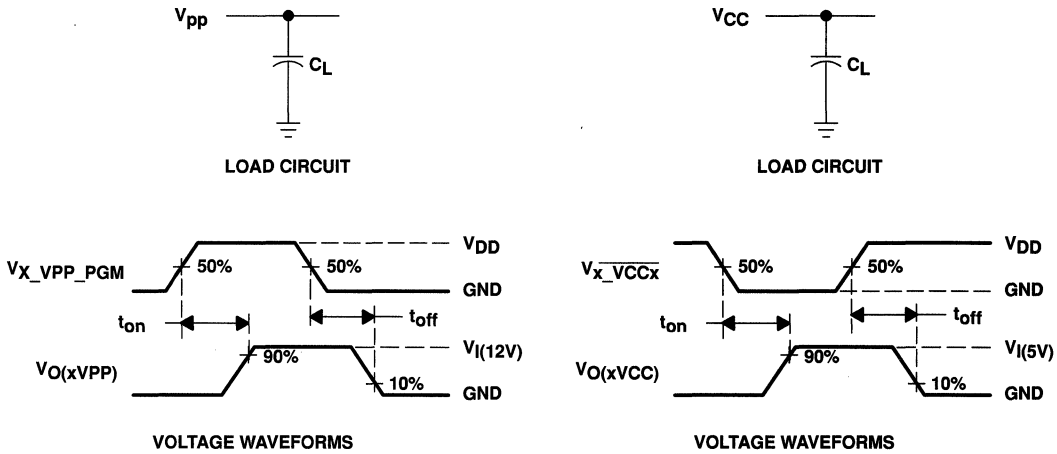 Vpp
CL
LOAD CIRCUIT
VX_VPP_PGM
50%
50%
VDD
GND
ton
toff
VO(xVPP)
90%
10%
VI(12V)
GND
VOLTAGE WAVEFORMS
VCC
CL
LOAD CIRCUIT
Vx_VCCx
50%
50%
VDD
GND
ton
toff
VO(xVCC)
90%
10%
VI(5V)
GND
VOLTAGE WAVEFORMS